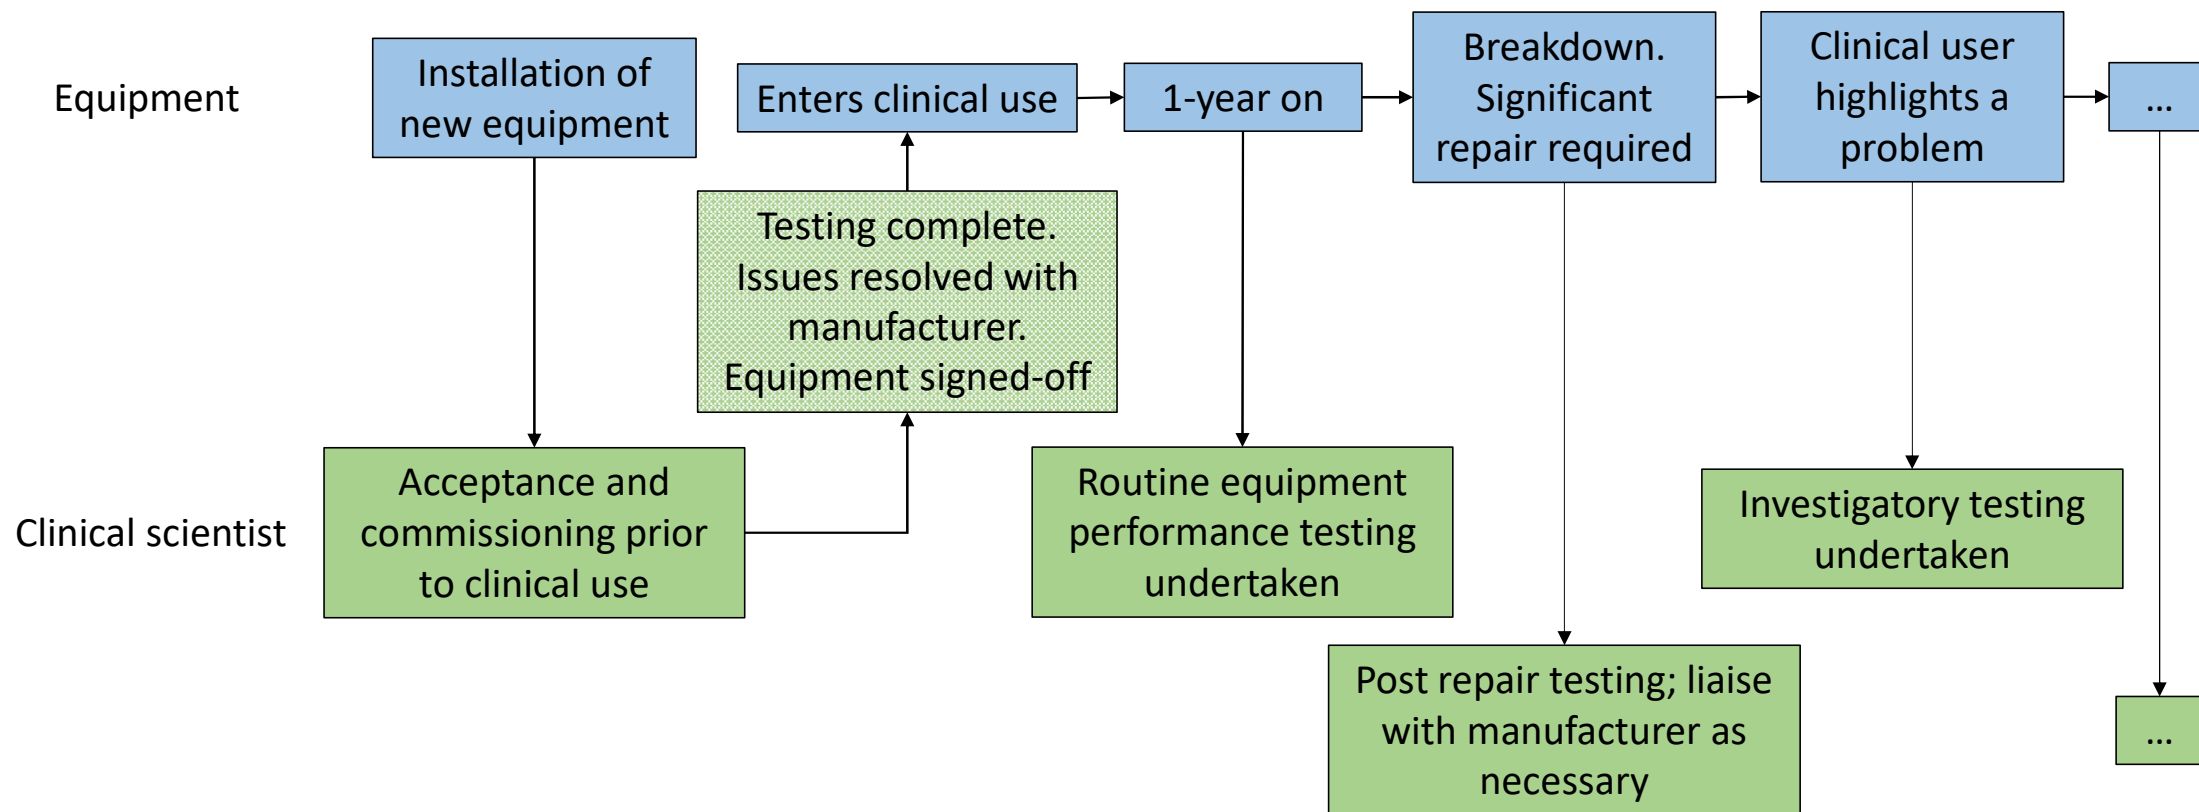 Equipment
Installation of
new equipment
Enters clinical use
1-year on
Breakdown.
Significant
repair required
Clinical user
highlights a
problem
...
Testing complete.
Issues resolved with
manufacturer.
Equipment signed-off
Clinical scientist
Acceptance and
commissioning prior
to clinical use
Routine equipment
performance testing
undertaken
Post repair testing; liaise
with manufacturer as
necessary
Investigatory testing
undertaken
...